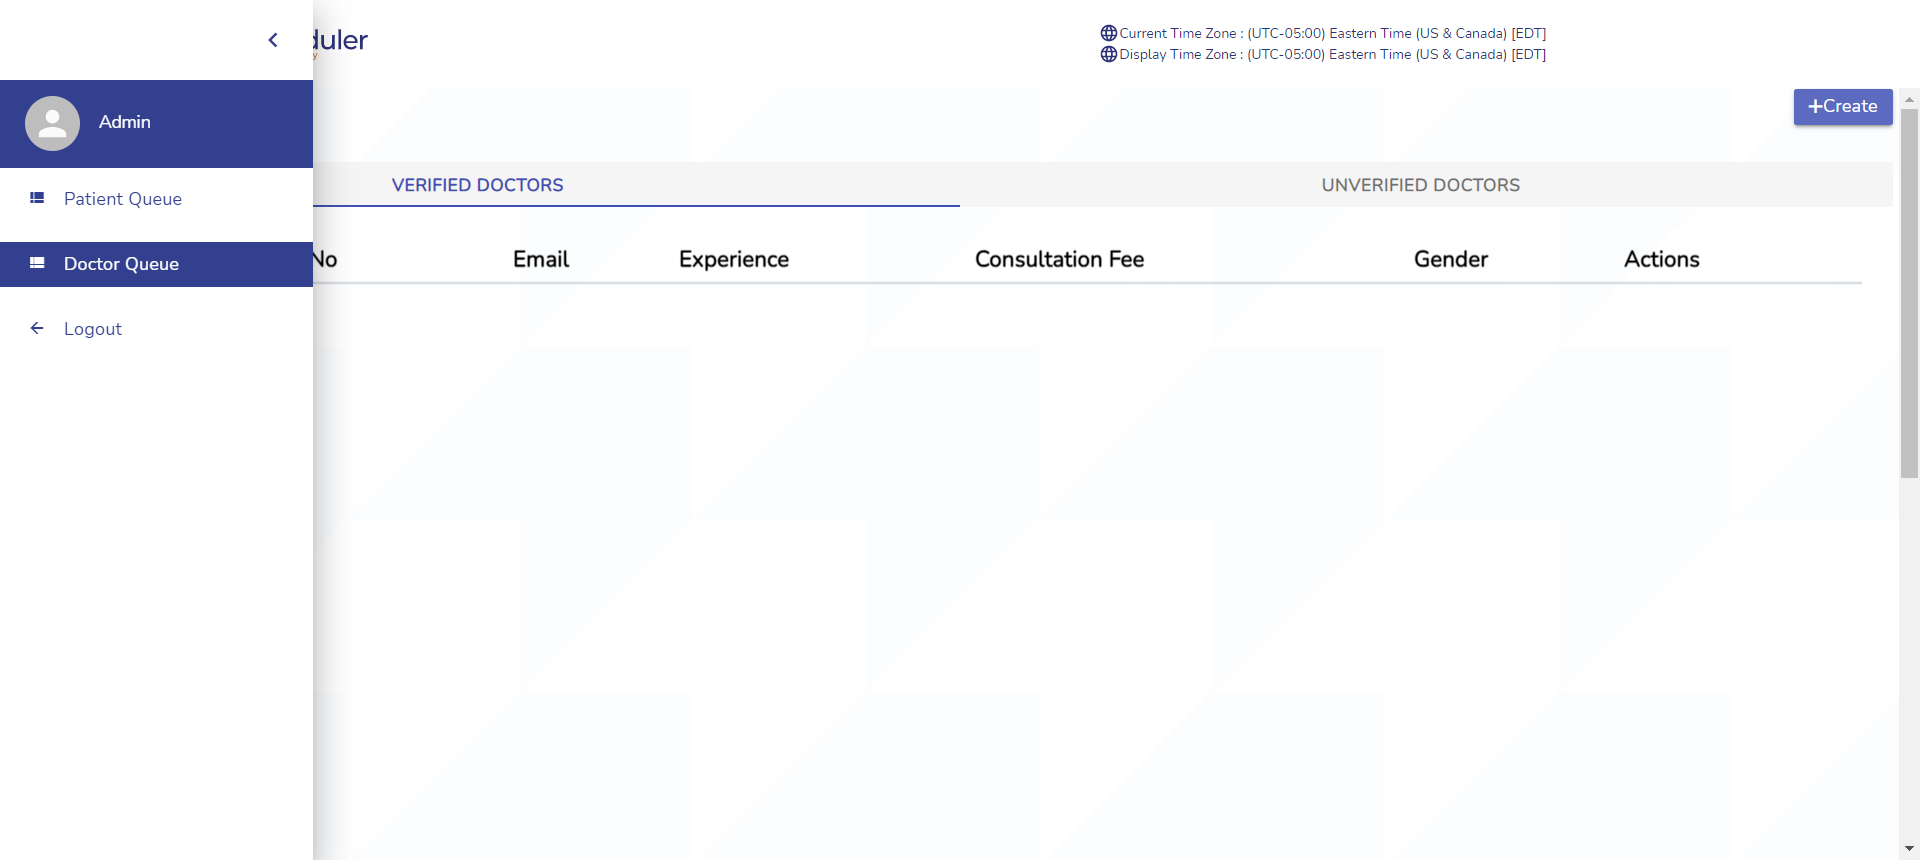 duler
Current Time Zone : (UTC-05:00) Eastern Time (US & Canada) [EDT]
Display Time Zone : (UTC-05:00) Eastern Time (US & Canada) [EDT]
Admin
Patient Queue
Doctor Queue
Logout
+Create
VERIFIED DOCTORS
UNVERIFIED DOCTORS
No Email Experience Consultation Fee Gender Actions